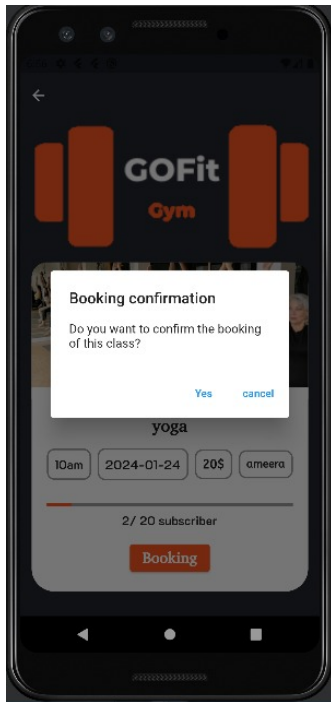 GOFit
Gym
Booking confirmation
Do you want to confirm the booking
of this class?
Yes cancel
yoga
10am 2024-01-24 20$ ameera
2/ 20 subscriber
Booking